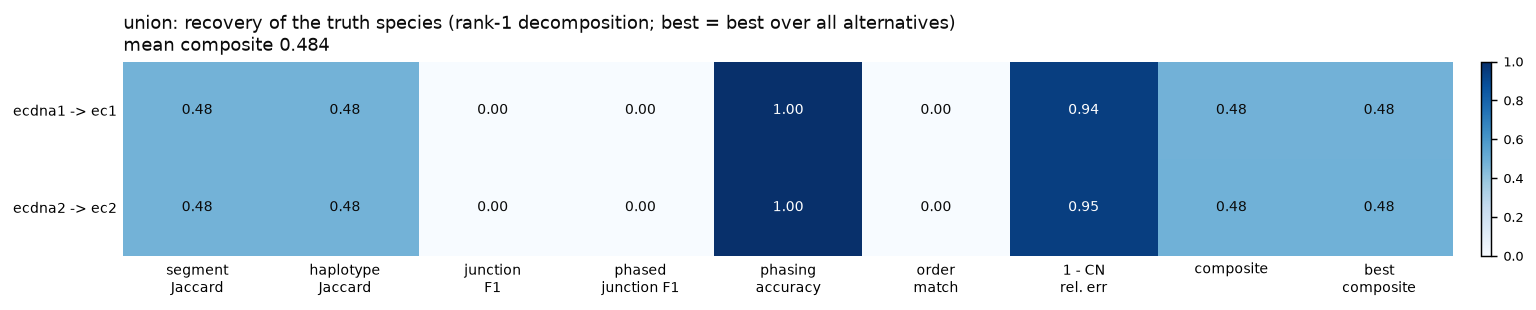 union: recovery of the truth species (rank-1 decomposition; best = best over all alternatives)
mean composite 0.484
ecdna1 -> ec1 0.48 0.48 0.00 0.00 1.00 0.00 0.94 0.48 0.48
ecdna2 -> ec2 0.48 0.48 0.00 0.00 1.00 0.00 0.95 0.48 0.48
segment haplotype junction phased phasing order 1 - CN composite best
Jaccard Jaccard F1 junction F1 accuracy match rel. err composite
1.0
0.8
0.6
0.4
0.2
0.0